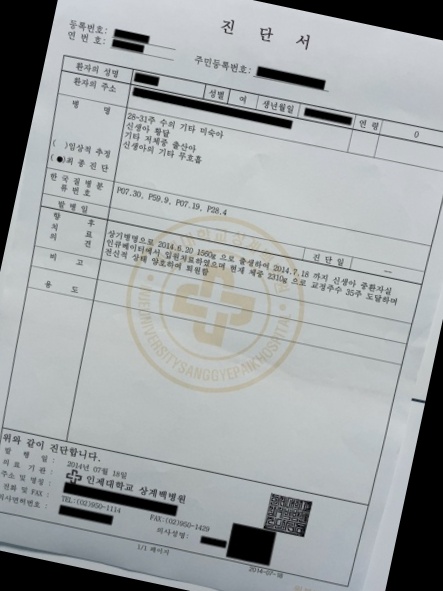 진 단 서
등록번호:
연 번 호:
주민등록번호:
환자의 성명 성별 여 생년월일 연 령 0
환자의 주소
병 명
28-31주 수의 기타 미숙아
신생아 황달
기타 저체중 출산아
신생아의 기타 무호흡
( )임상적 추정
(●)최 종 진 단
한 국 질 병 분
류 번 호
P07.30, P59.9, P07.19, P28.4
발 병 일 진 단 일 —
향 후
치 료
의 견
상기병명으로 2014.6.20 1560g 으로 출생하여 2014.7.18 까지 신생아 중환자실
인큐베이터에서 입원치료하였으며 현재 체중 2310g 으로 교정주수 35주 도달하며
전신적 상태 양호하여 퇴원함
비 고
용 도
위와 같이 진단합니다.
발 행 일 : 2014년 07월 18일
의 료 기 관 : 인제대학교 상계백병원
주소 및 명칭 :
전화 및 FAX : TEL:(02)950-1114 FAX:(02)950-1429
의사면허번호 : 의사성명:
1/1 페이지
2014-07-18